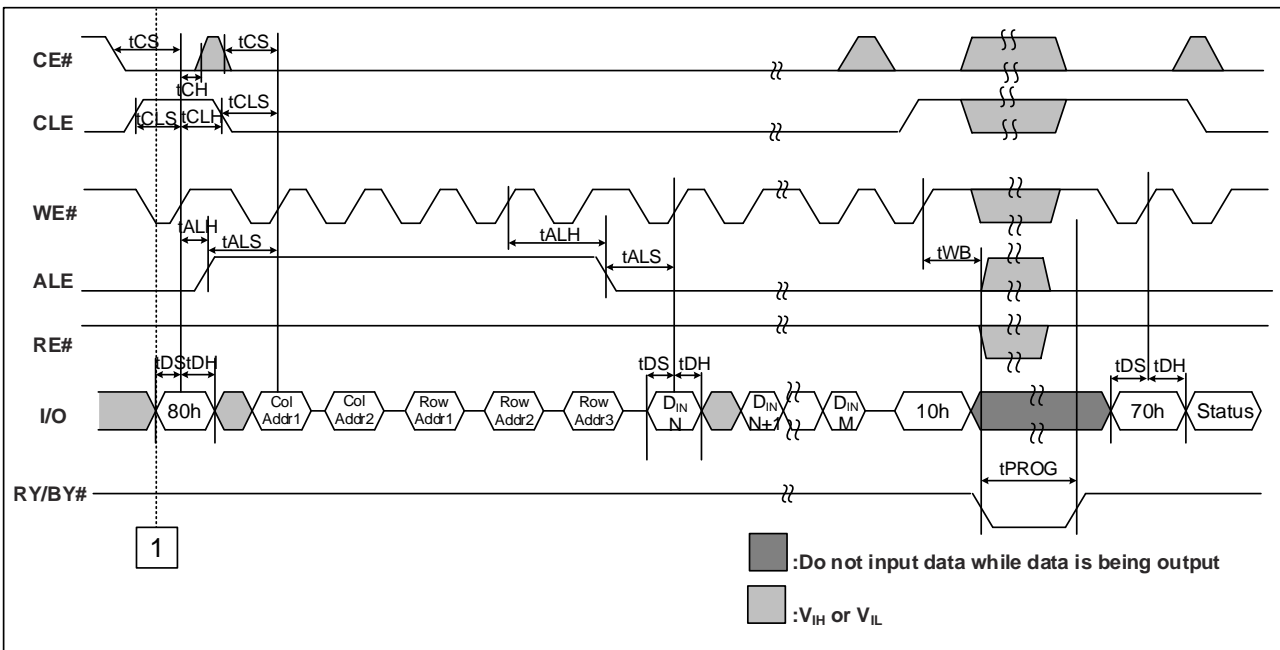 tCS
tCS
CE#
tCH
tCLS
tCLS
tCLH
CLE
WE#
tALH
tALS
tALH
tALS
tWB
ALE
RE#
tDS
tDH
tDS
tDH
tDS
tDH
I/O
80h
Col Addr1
Col Addr2
Row Addr1
Row Addr2
Row Addr3
DIN N
DIN N+1
DIN M
10h
70h
Status
tPROG
RY/BY#
1
:Do not input data while data is being output
:VIH or VIL